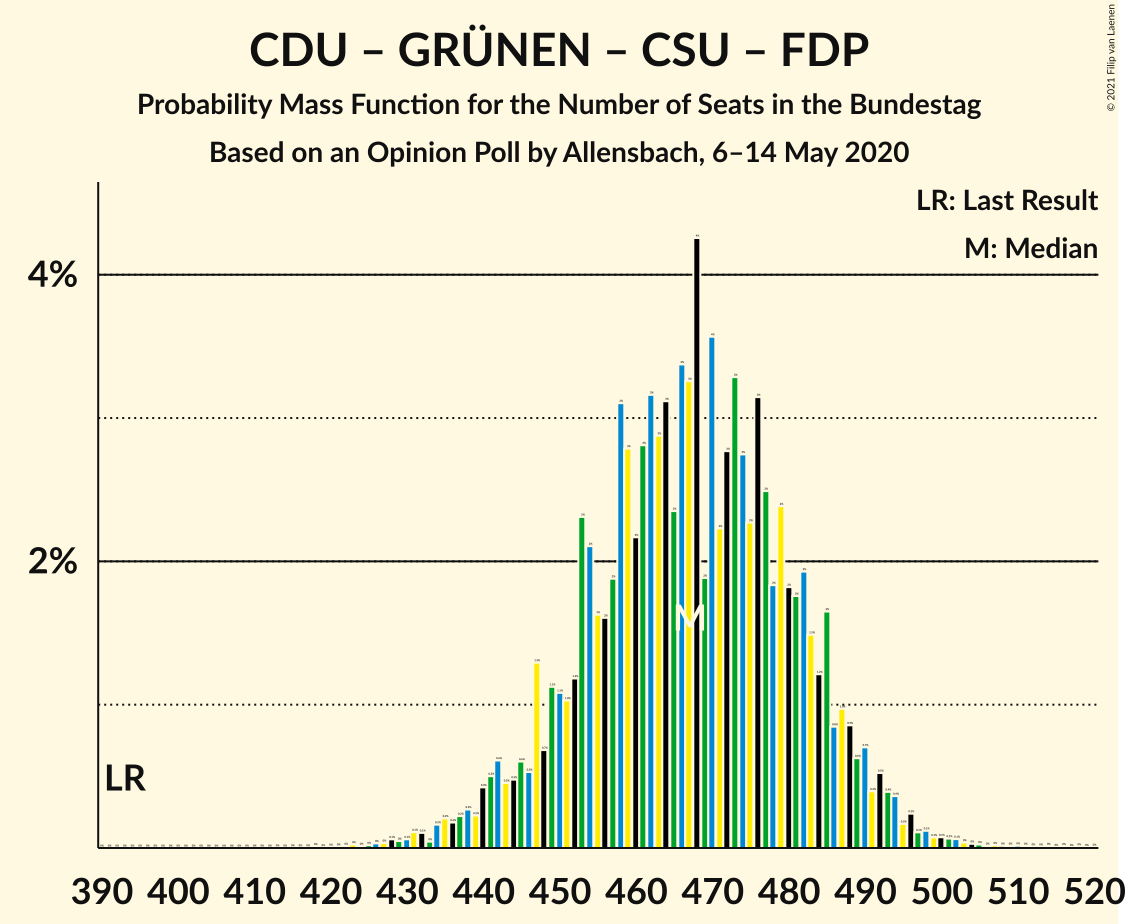 CDU – GRÜNEN – CSU – FDP
Probability Mass Function for the Number of Seats in the Bundestag
Based on an Opinion Poll by Allensbach, 6–14 May 2020
© 2021 Filip van Laenen
LR: Last Result
M: Median
4%
2%
M
LR
390 400 410 420 430 440 450 460 470 480 490 500 510 520